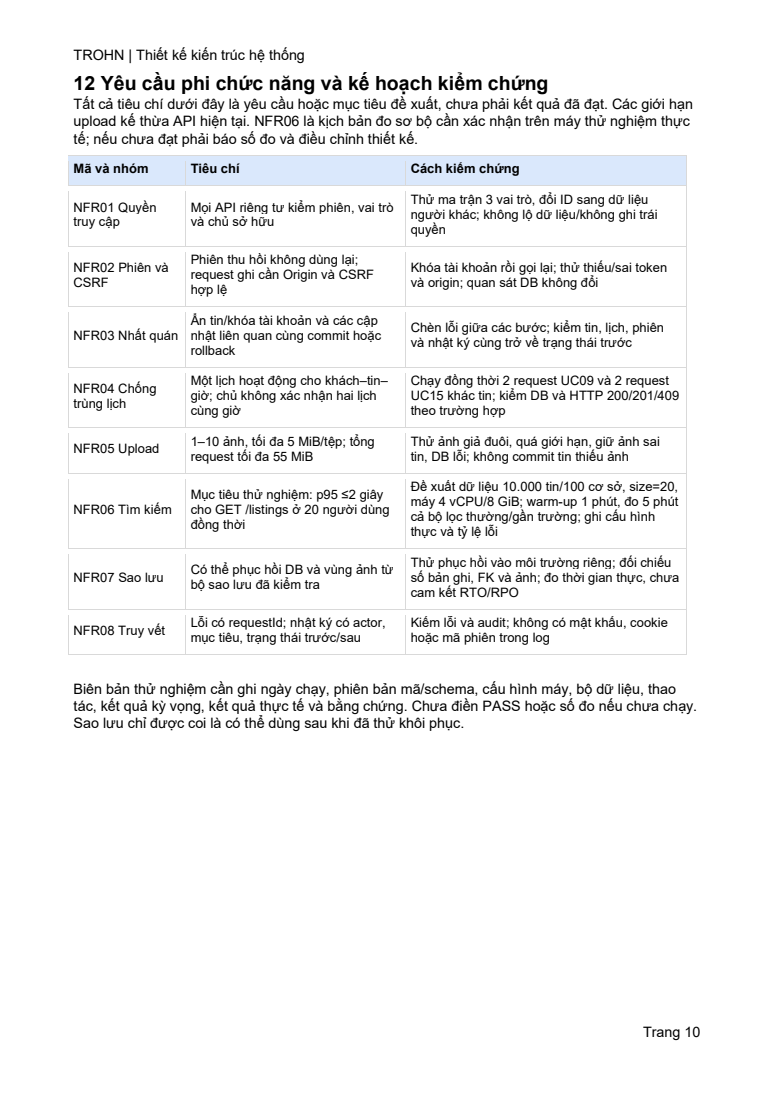 TROHN | Thiết kế kiến trúc hệ thống
12 Yêu cầu phi chức năng và kế hoạch kiểm chứng
Tất cả tiêu chí dưới đây là yêu cầu hoặc mục tiêu đề xuất, chưa phải kết quả đã đạt. Các giới hạn
upload kế thừa API hiện tại. NFR06 là kịch bản đo sơ bộ cần xác nhận trên máy thử nghiệm thực
tế; nếu chưa đạt phải báo số đo và điều chỉnh thiết kế.
Mã và nhóm
Tiêu chí
Cách kiểm chứng
NFR01 Quyền
truy cập
Mọi API riêng tư kiểm phiên, vai trò
và chủ sở hữu
Thử ma trận 3 vai trò, đổi ID sang dữ liệu
người khác; không lộ dữ liệu/không ghi trái
quyền
NFR02 Phiên và
CSRF
Phiên thu hồi không dùng lại;
request ghi cần Origin và CSRF
hợp lệ
Khóa tài khoản rồi gọi lại; thử thiếu/sai token
và origin; quan sát DB không đổi
NFR03 Nhất quán
Ẩn tin/khóa tài khoản và các cập
nhật liên quan cùng commit hoặc
rollback
Chèn lỗi giữa các bước; kiểm tin, lịch, phiên
và nhật ký cùng trở về trạng thái trước
NFR04 Chống
trùng lịch
Một lịch hoạt động cho khách–tin–
giờ; chủ không xác nhận hai lịch
cùng giờ
Chạy đồng thời 2 request UC09 và 2 request
UC15 khác tin; kiểm DB và HTTP 200/201/409
theo trường hợp
NFR05 Upload
1–10 ảnh, tối đa 5 MiB/tệp; tổng
request tối đa 55 MiB
Thử ảnh giả đuôi, quá giới hạn, giữ ảnh sai
tin, DB lỗi; không commit tin thiếu ảnh
NFR06 Tìm kiếm
Mục tiêu thử nghiệm: p95 ≤2 giây
cho GET /listings ở 20 người dùng
đồng thời
Đề xuất dữ liệu 10.000 tin/100 cơ sở, size=20,
máy 4 vCPU/8 GiB; warm-up 1 phút, đo 5 phút
cả bộ lọc thường/gần trường; ghi cấu hình
thực và tỷ lệ lỗi
NFR07 Sao lưu
Có thể phục hồi DB và vùng ảnh từ
bộ sao lưu đã kiểm tra
Thử phục hồi vào môi trường riêng; đối chiếu
số bản ghi, FK và ảnh; đo thời gian thực, chưa
cam kết RTO/RPO
NFR08 Truy vết
Lỗi có requestId; nhật ký có actor,
mục tiêu, trạng thái trước/sau
Kiểm lỗi và audit; không có mật khẩu, cookie
hoặc mã phiên trong log
Biên bản thử nghiệm cần ghi ngày chạy, phiên bản mã/schema, cấu hình máy, bộ dữ liệu, thao
tác, kết quả kỳ vọng, kết quả thực tế và bằng chứng. Chưa điền PASS hoặc số đo nếu chưa chạy.
Sao lưu chỉ được coi là có thể dùng sau khi đã thử khôi phục.
Trang 10